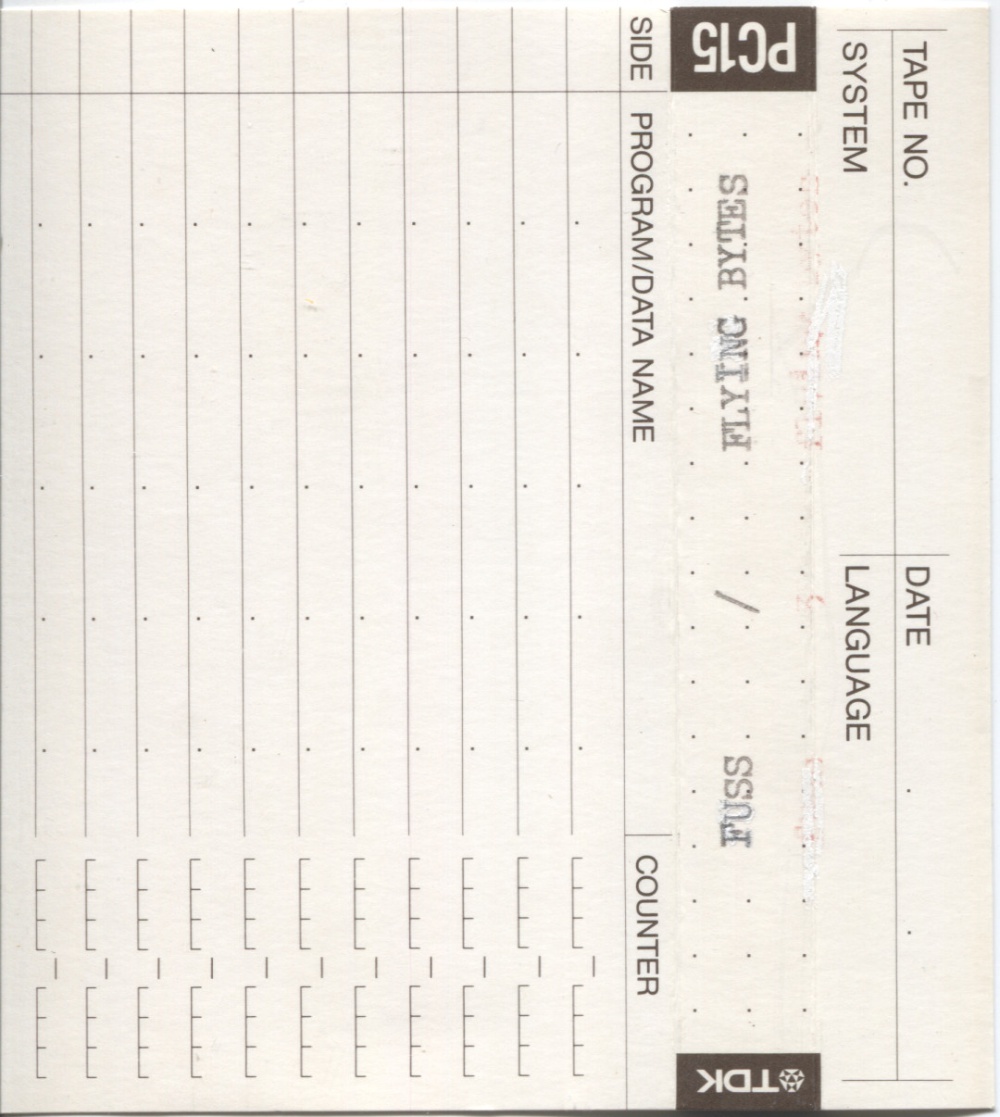 TAPE NO. DATE
SYSTEM LANGUAGE
PC15 TDK
FLYING BYTES / FUSS
SIDE PROGRAM/DATA NAME COUNTER